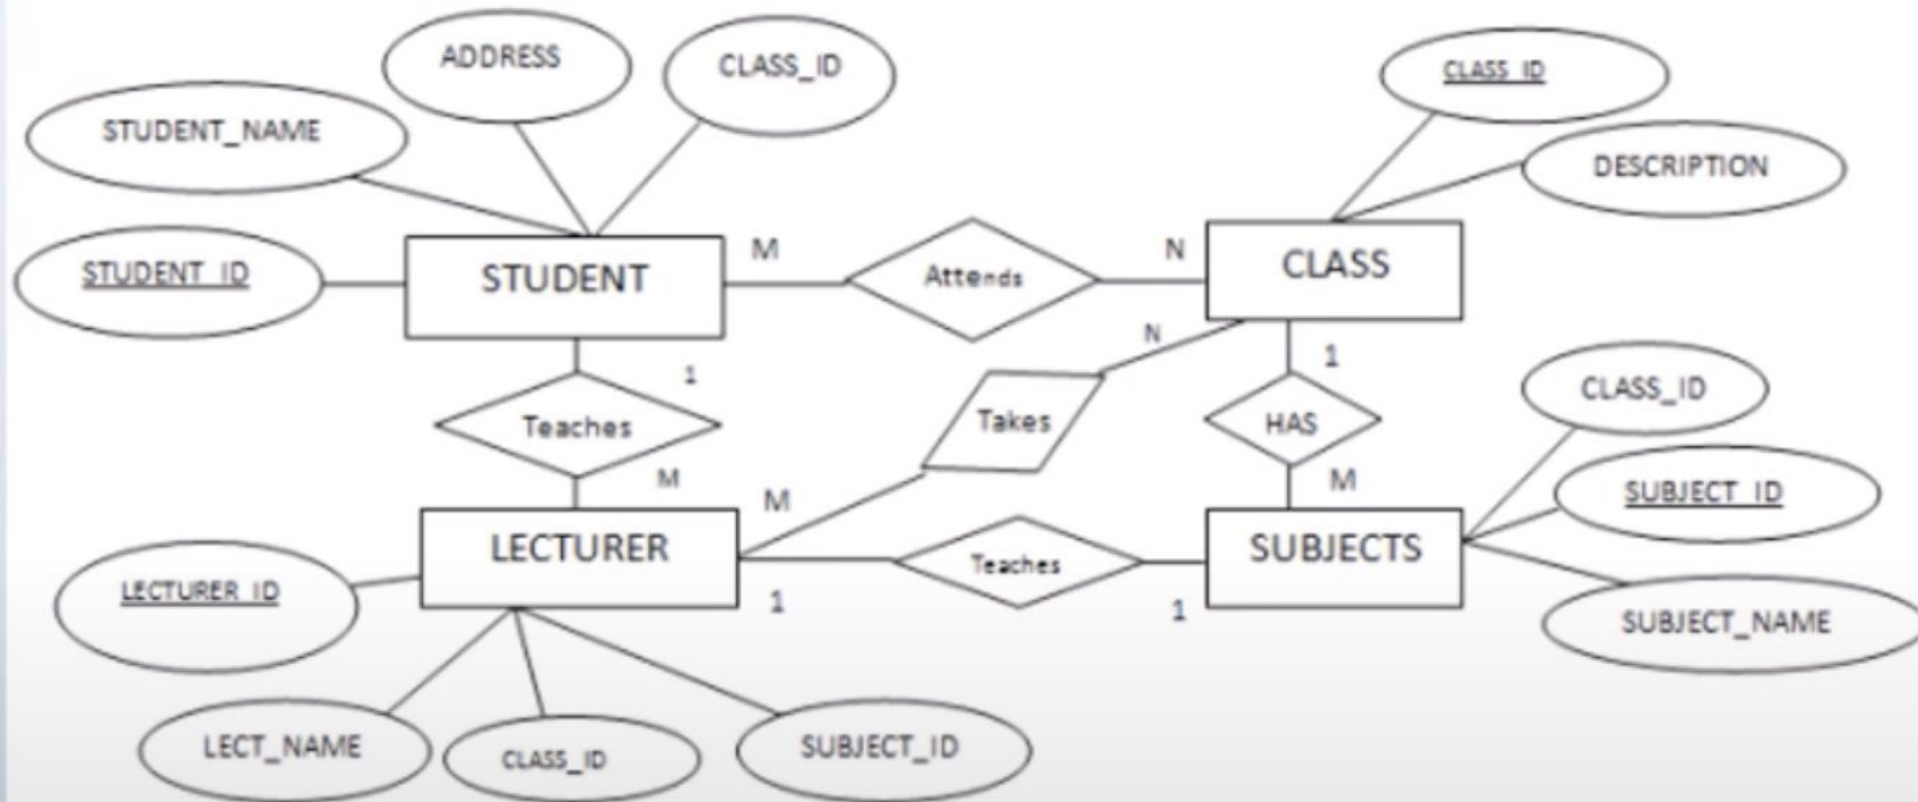 ADDRESS
CLASS_ID
CLASS_ID
STUDENT_NAME
DESCRIPTION
STUDENT_ID
STUDENT
M
Attends
N
CLASS
N
1
1
Teaches
Takes
HAS
CLASS_ID
M
M
M
SUBJECT_ID
LECTURER
Teaches
SUBJECTS
LECTURER_ID
1
1
SUBJECT_NAME
LECT_NAME
CLASS_ID
SUBJECT_ID